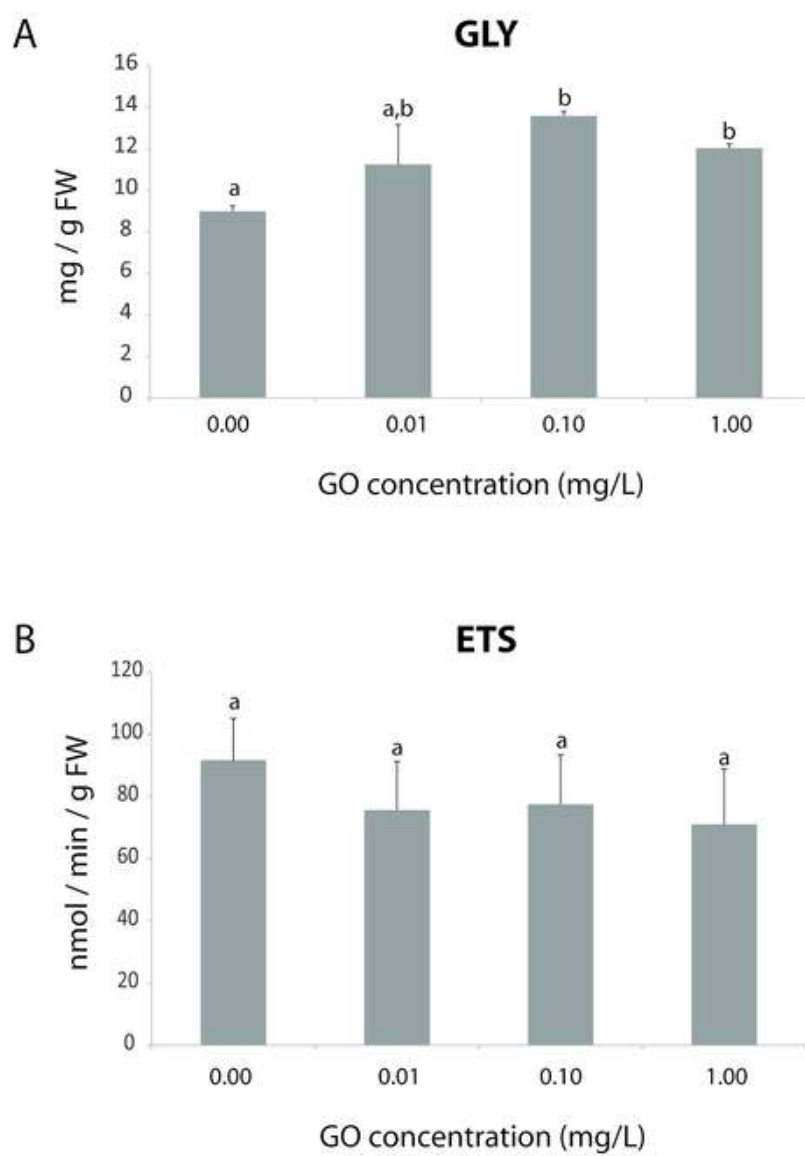 A
GLY
16
14
12
10
8
6
4
2
0
mg / g FW
a
a,b
b
b
0.00
0.01
0.10
1.00
GO concentration (mg/L)
B
ETS
120
100
80
60
40
20
0
nmol / min / g FW
a
a
a
a
0.00
0.01
0.10
1.00
GO concentration (mg/L)